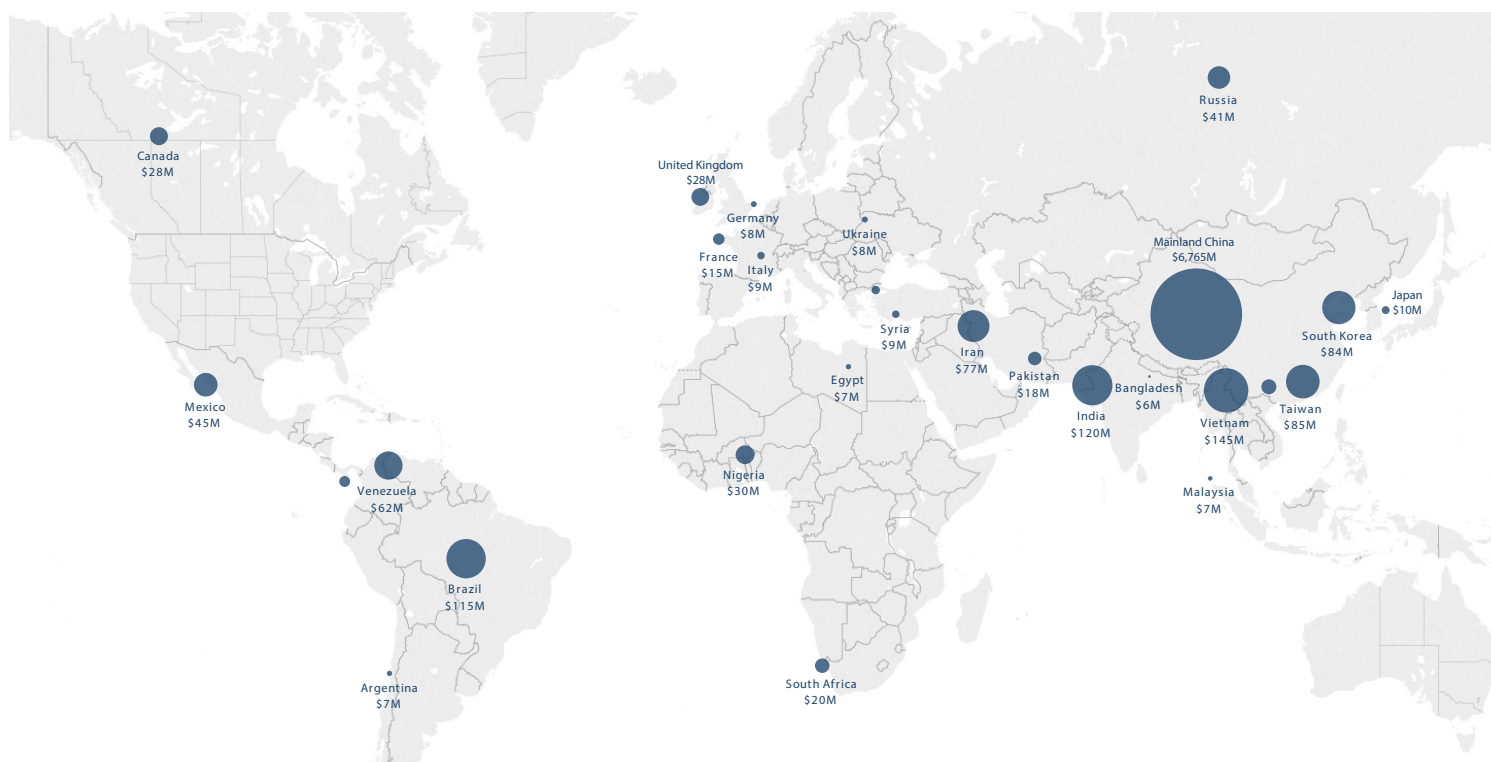 Russia
$41M
Canada
$28M
United Kingdom
$28M
Germany
$8M
Ukraine
$8M
France
$15M
Italy
$9M
Mainland China
$6,765M
Japan
$10M
South Korea
$84M
Syria
$9M
Iran
$77M
Pakistan
$18M
Egypt
$7M
India
$120M
Bangladesh
$6M
Vietnam
$145M
Taiwan
$85M
Mexico
$45M
Nigeria
$30M
Venezuela
$62M
Malaysia
$7M
Brazil
$115M
Argentina
$7M
South Africa
$20M